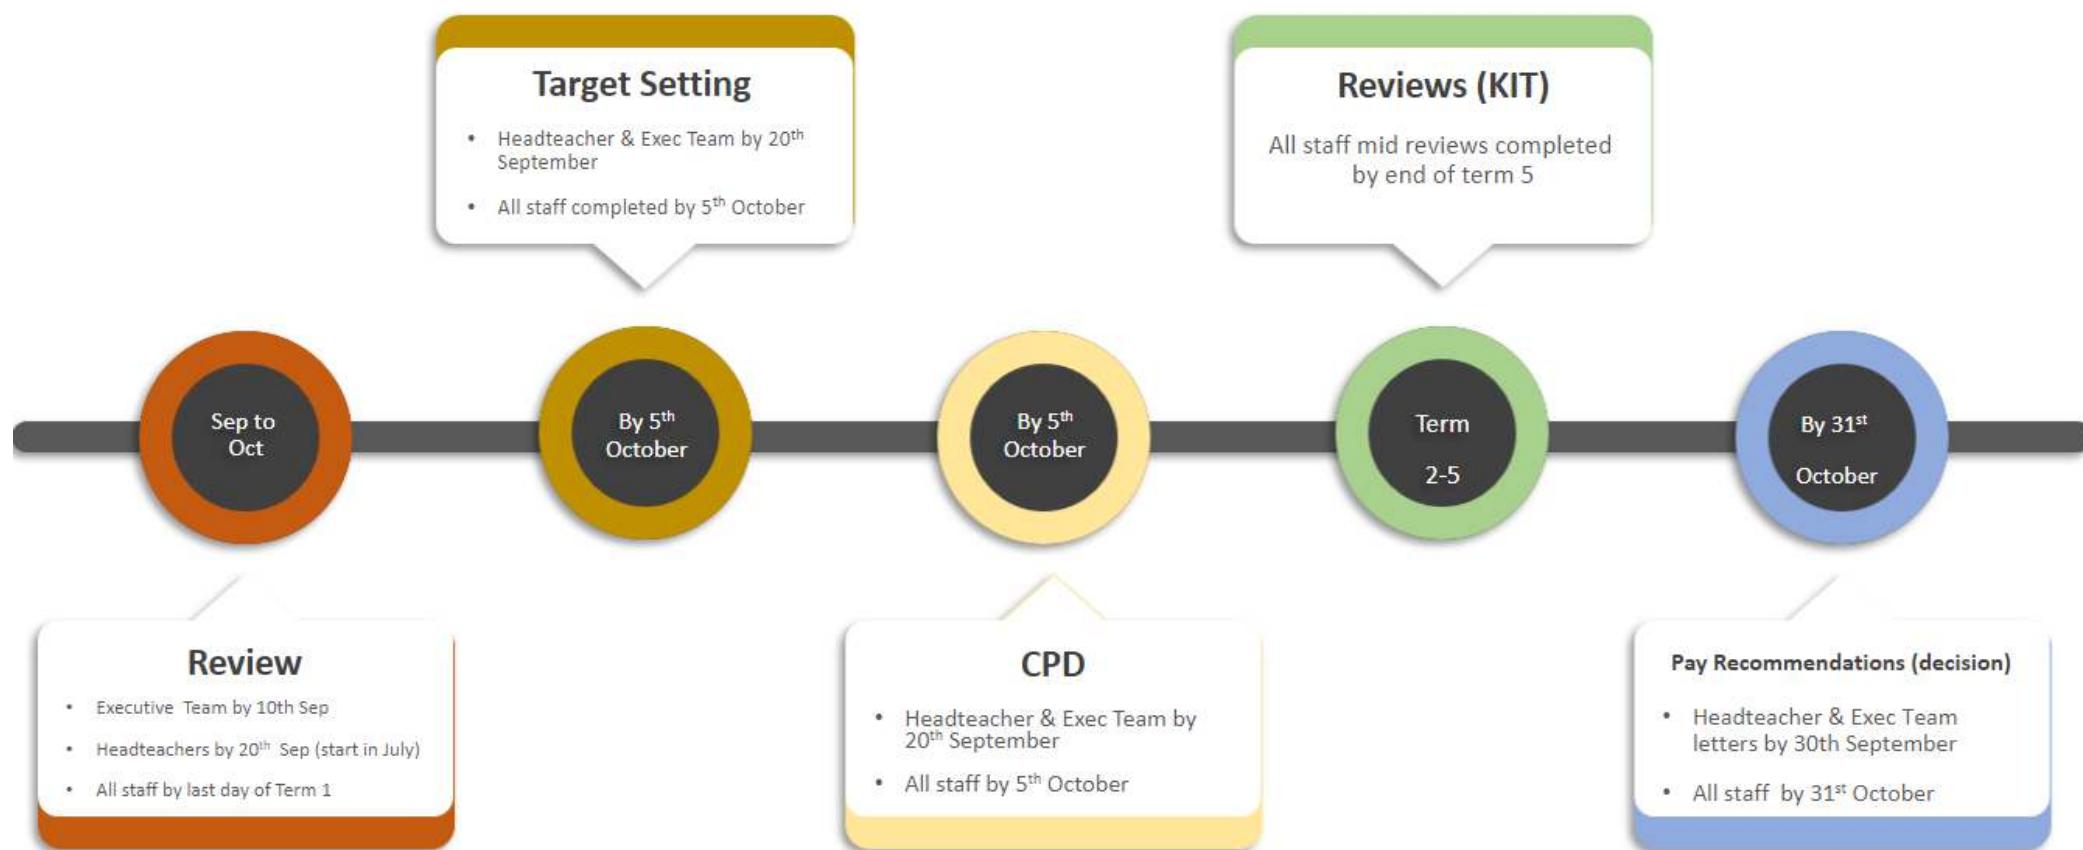 Target Setting
• Headteacher & Exec Team by 20th
September
• All staff completed by 5th October
Reviews (KIT)
All staff mid reviews completed
by end of term 5
Sep to
Oct
By 5th
October
By 5th
October
Term
2-5
By 31st
October
Review
• Executive Team by 10th Sep
• Headteachers by 20th Sep (start in July)
• All staff by last day of Term 1
CPD
• Headteacher & Exec Team by
20th September
• All staff by 5th October
Pay Recommendations (decision)
• Headteacher & Exec Team
letters by 30th September
• All staff by 31st October